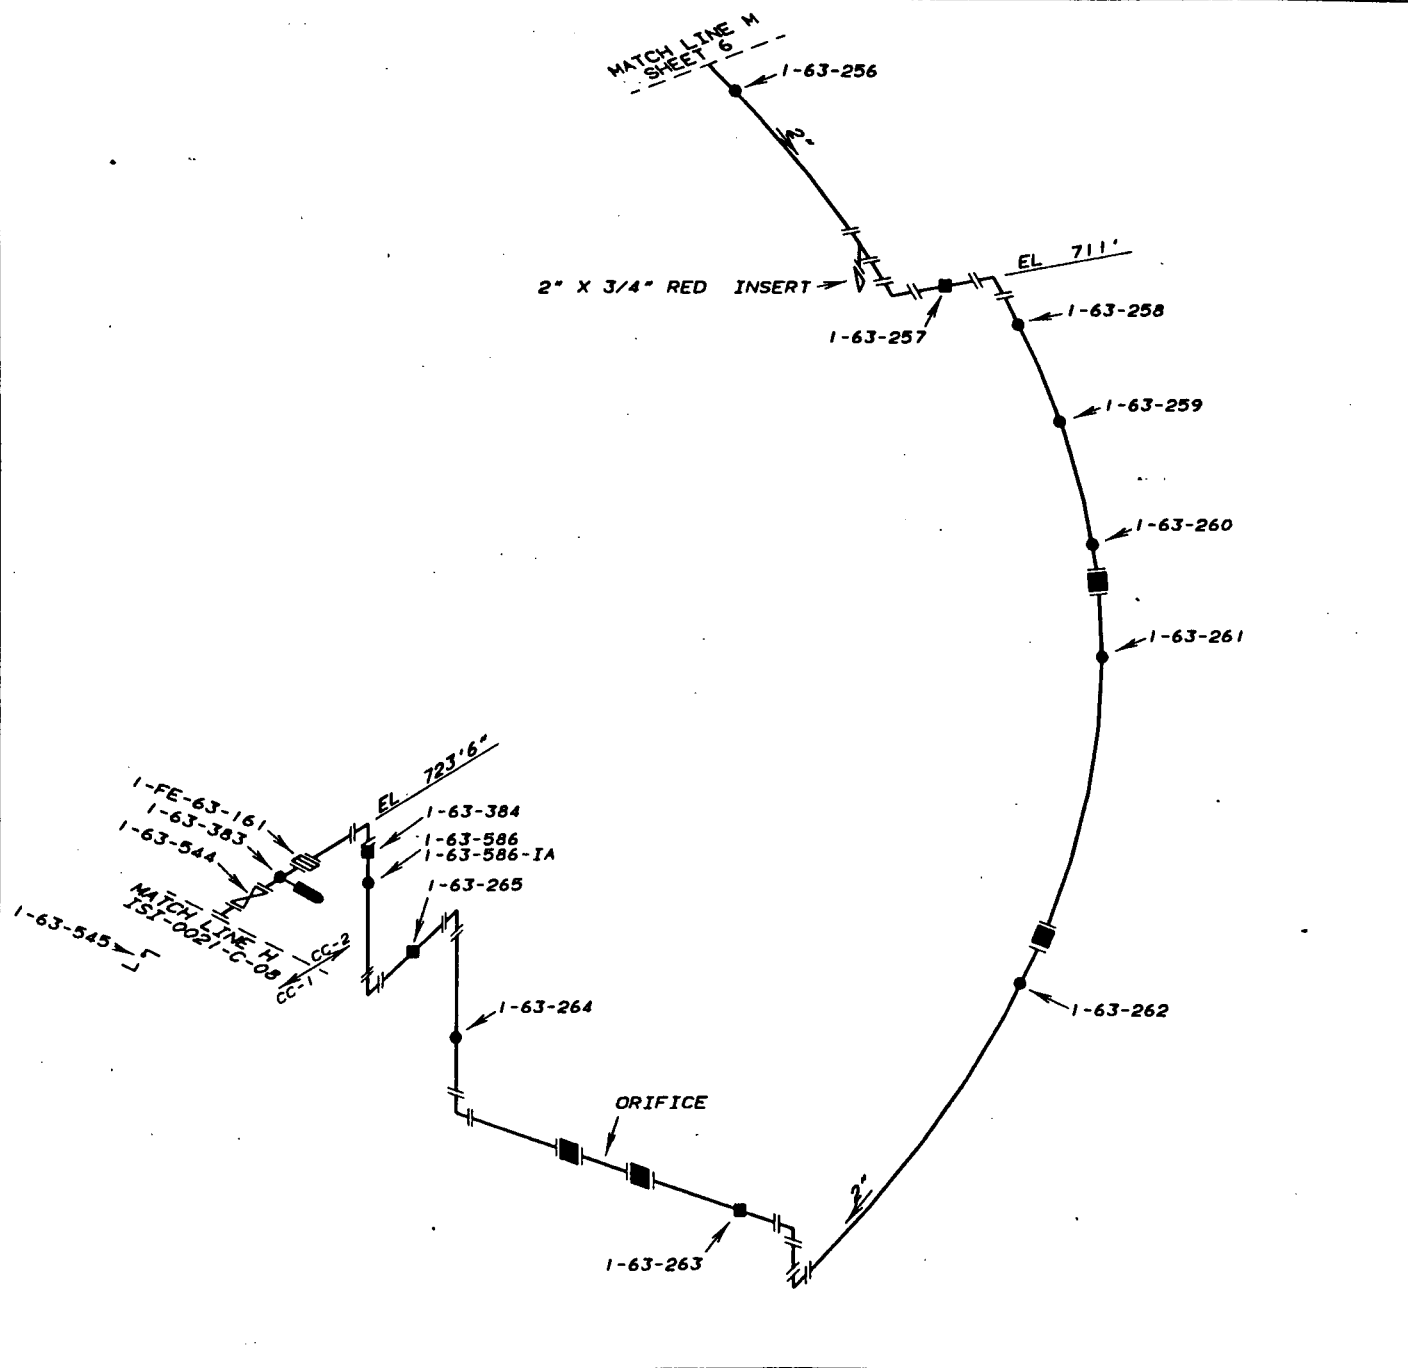 MATCH LINE M
SHEET 6
1-63-256
2"
EL 711'
2" X 3/4" RED INSERT
1-63-257
1-63-258
1-63-259
1-63-260
1-63-261
EL 723'6"
1-FE-63-161
1-63-383
1-63-544
1-63-384
1-63-586
1-63-586-IA
1-63-265
MATCH LINE H
ISI-0021-C-08
1-63-545
CC-2
CC-1
1-63-264
1-63-262
ORIFICE
2"
1-63-263